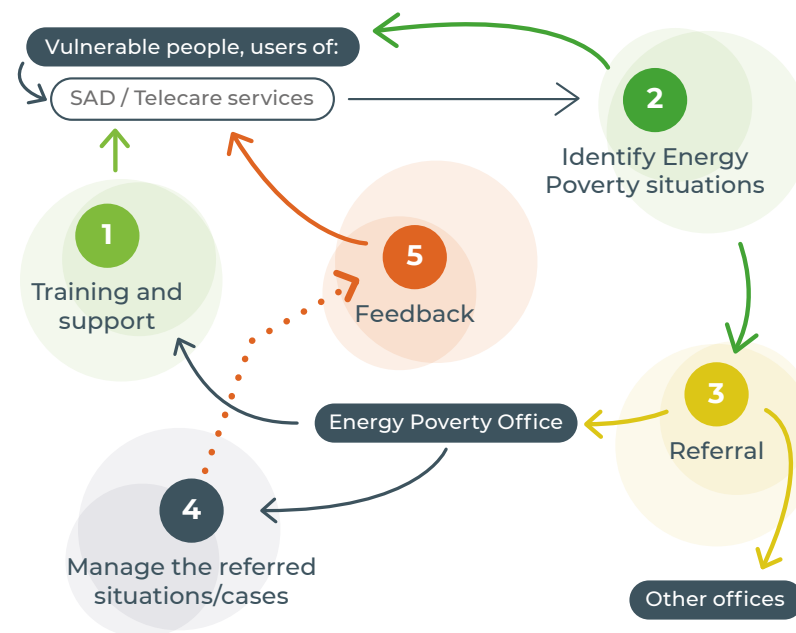 Vulnerable people, users of:
SAD / Telecare services
2
Identify Energy
Poverty situations
1
Training and
support
5
Feedback
3
Referral
Energy Poverty Office
4
Manage the referred
situations/cases
Other offices